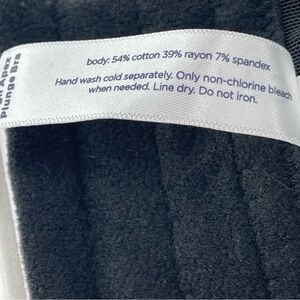 Apex
Plunge Bra
body: 54% cotton 39% rayon 7% spandex
Hand wash cold separately. Only non-chlorine bleach
when needed. Line dry. Do not iron.